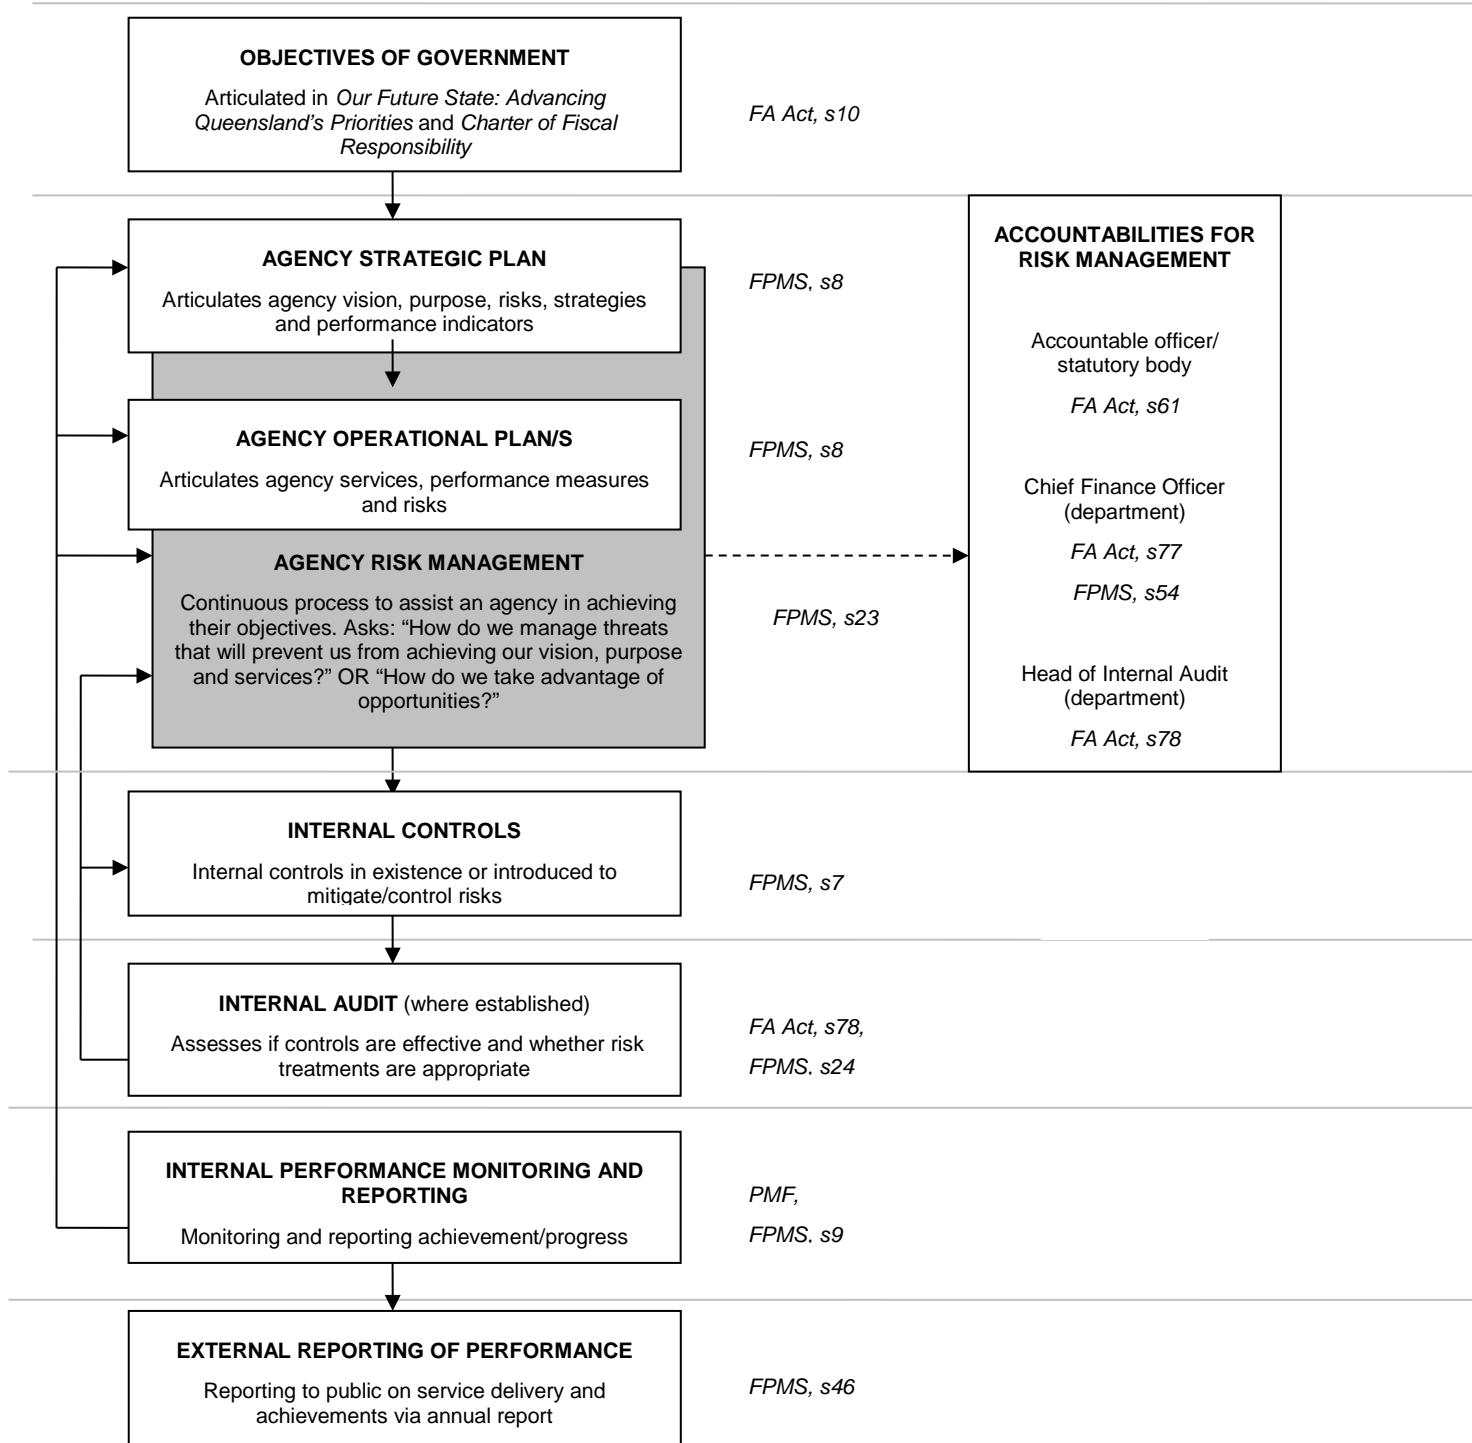 OBJECTIVES OF GOVERNMENT
Articulated in Our Future State: Advancing
Queensland's Priorities and Charter of Fiscal
Responsibility
FA Act, s10
AGENCY STRATEGIC PLAN
Articulates agency vision, purpose, risks, strategies
and performance indicators
FPMS, s8
AGENCY OPERATIONAL PLAN/S
Articulates agency services, performance measures
and risks
FPMS, s8
AGENCY RISK MANAGEMENT
Continuous process to assist an agency in achieving
their objectives. Asks: “How do we manage threats
that will prevent us from achieving our vision, purpose
and services?” OR “How do we take advantage of
opportunities?”
FPMS, s23
ACCOUNTABILITIES FOR
RISK MANAGEMENT
Accountable officer/
statutory body
FA Act, s61
Chief Finance Officer
(department)
FA Act, s77
FPMS, s54
Head of Internal Audit
(department)
FA Act, s78
INTERNAL CONTROLS
Internal controls in existence or introduced to
mitigate/control risks
FPMS, s7
INTERNAL AUDIT (where established)
Assesses if controls are effective and whether risk
treatments are appropriate
FA Act, s78,
FPMS, s24
INTERNAL PERFORMANCE MONITORING AND
REPORTING
Monitoring and reporting achievement/progress
PMF,
FPMS, s9
EXTERNAL REPORTING OF PERFORMANCE
Reporting to public on service delivery and
achievements via annual report
FPMS, s46